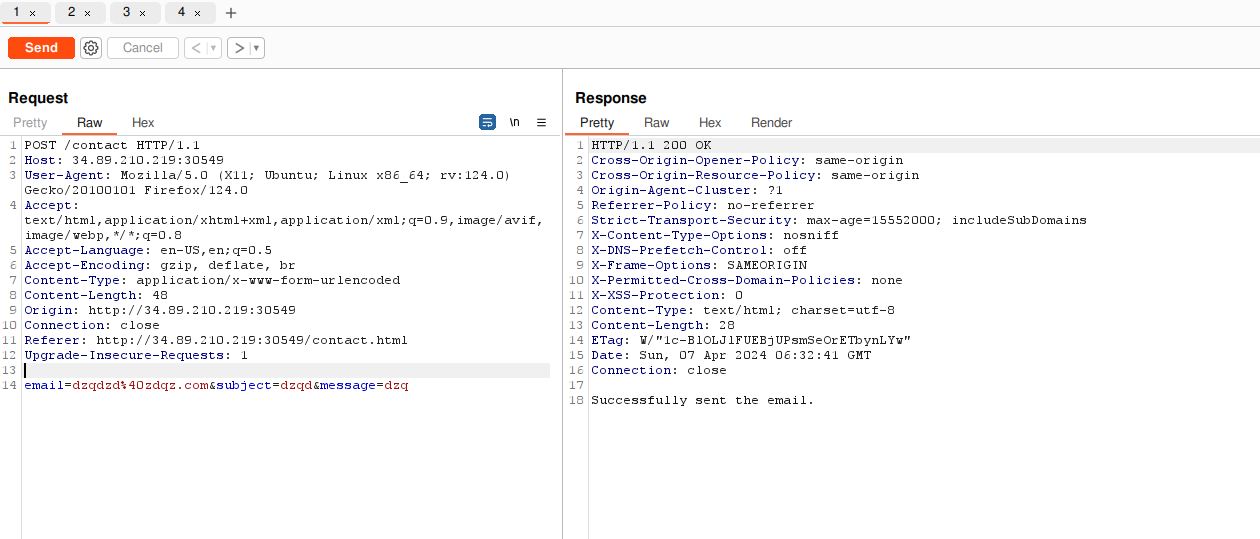 1 × 2 × 3 × 4 × +
Send Cancel < >
Request
Pretty Raw Hex
\n
1 POST /contact HTTP/1.1
2 Host: 34.89.210.219:30549
3 User-Agent: Mozilla/5.0 (X11; Ubuntu; Linux x86_64; rv:124.0)
Gecko/20100101 Firefox/124.0
4 Accept:
text/html,application/xhtml+xml,application/xml;q=0.9,image/avif,
image/webp,*/*;q=0.8
5 Accept-Language: en-US,en;q=0.5
6 Accept-Encoding: gzip, deflate, br
7 Content-Type: application/x-www-form-urlencoded
8 Content-Length: 48
9 Origin: http://34.89.210.219:30549
10 Connection: close
11 Referer: http://34.89.210.219:30549/contact.html
12 Upgrade-Insecure-Requests: 1
13
14 email=dzqdzd%40zdqz.com&subject=dzqd&message=dzq
Response
Pretty Raw Hex Render
1 HTTP/1.1 200 OK
2 Cross-Origin-Opener-Policy: same-origin
3 Cross-Origin-Resource-Policy: same-origin
4 Origin-Agent-Cluster: ?1
5 Referrer-Policy: no-referrer
6 Strict-Transport-Security: max-age=15552000; includeSubDomains
7 X-Content-Type-Options: nosniff
8 X-DNS-Prefetch-Control: off
9 X-Frame-Options: SAMEORIGIN
10 X-Permitted-Cross-Domain-Policies: none
11 X-XSS-Protection: 0
12 Content-Type: text/html; charset=utf-8
13 Content-Length: 28
14 ETag: W/"1c-BlOLJlFUEBjUPsmSeOrETbynLYw"
15 Date: Sun, 07 Apr 2024 06:32:41 GMT
16 Connection: close
17
18 Successfully sent the email.